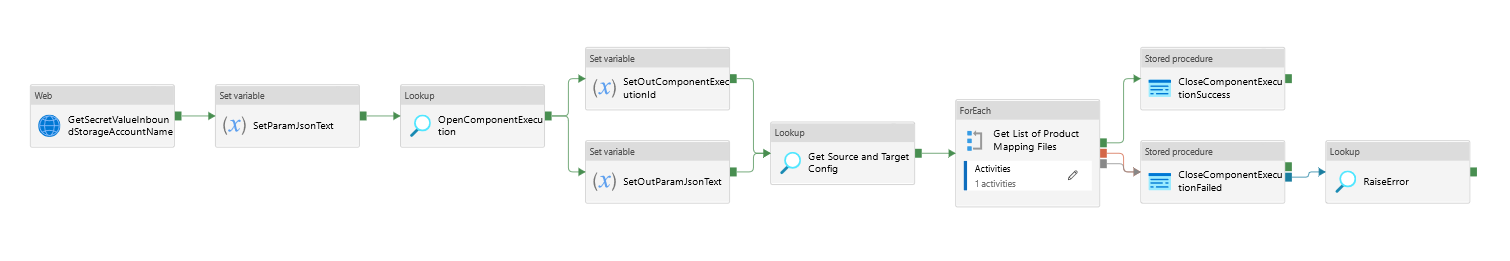 Web
GetSecretValueInboun
dStorageAccountName
Set variable
(x)
SetParamJsonText
Lookup
OpenComponentExecu
tion
Set variable
(x)
SetOutComponentExec
utionId
Set variable
(x)
SetOutParamJsonText
Lookup
Get Source and Target
Config
ForEach
Get List of Product
Mapping Files
Activities
1 activities
Stored procedure
CloseComponentExecu
tionSuccess
Stored procedure
CloseComponentExecu
tionFailed
Lookup
RaiseError